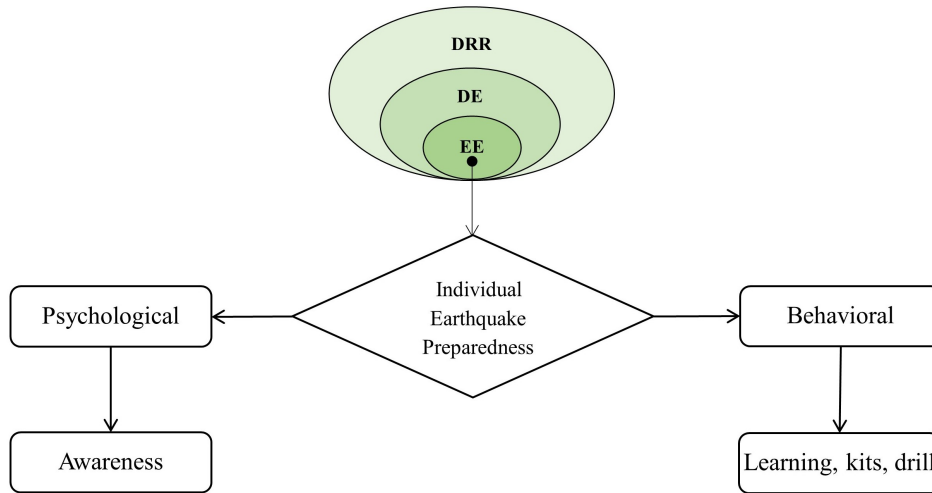 DRR
DE
EE
Individual
Earthquake
Preparedness
Psychological
Behavioral
Awareness
Learning, kits, drill